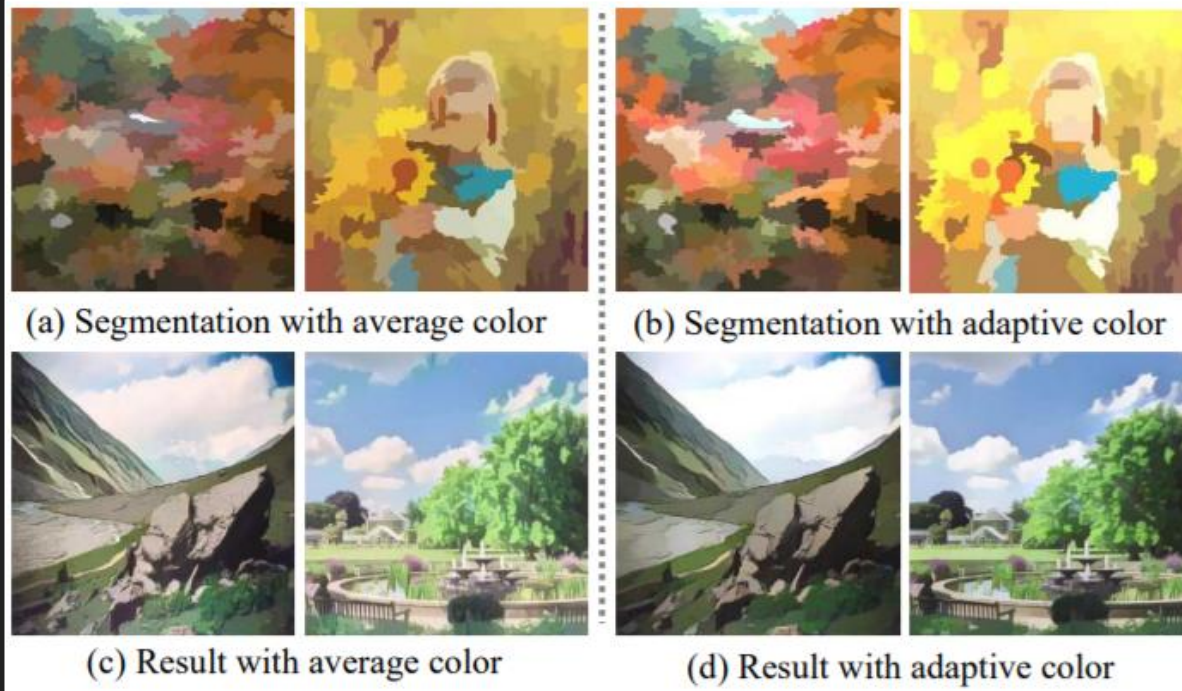 (a) Segmentation with average color
(b) Segmentation with adaptive color
(c) Result with average color
(d) Result with adaptive color